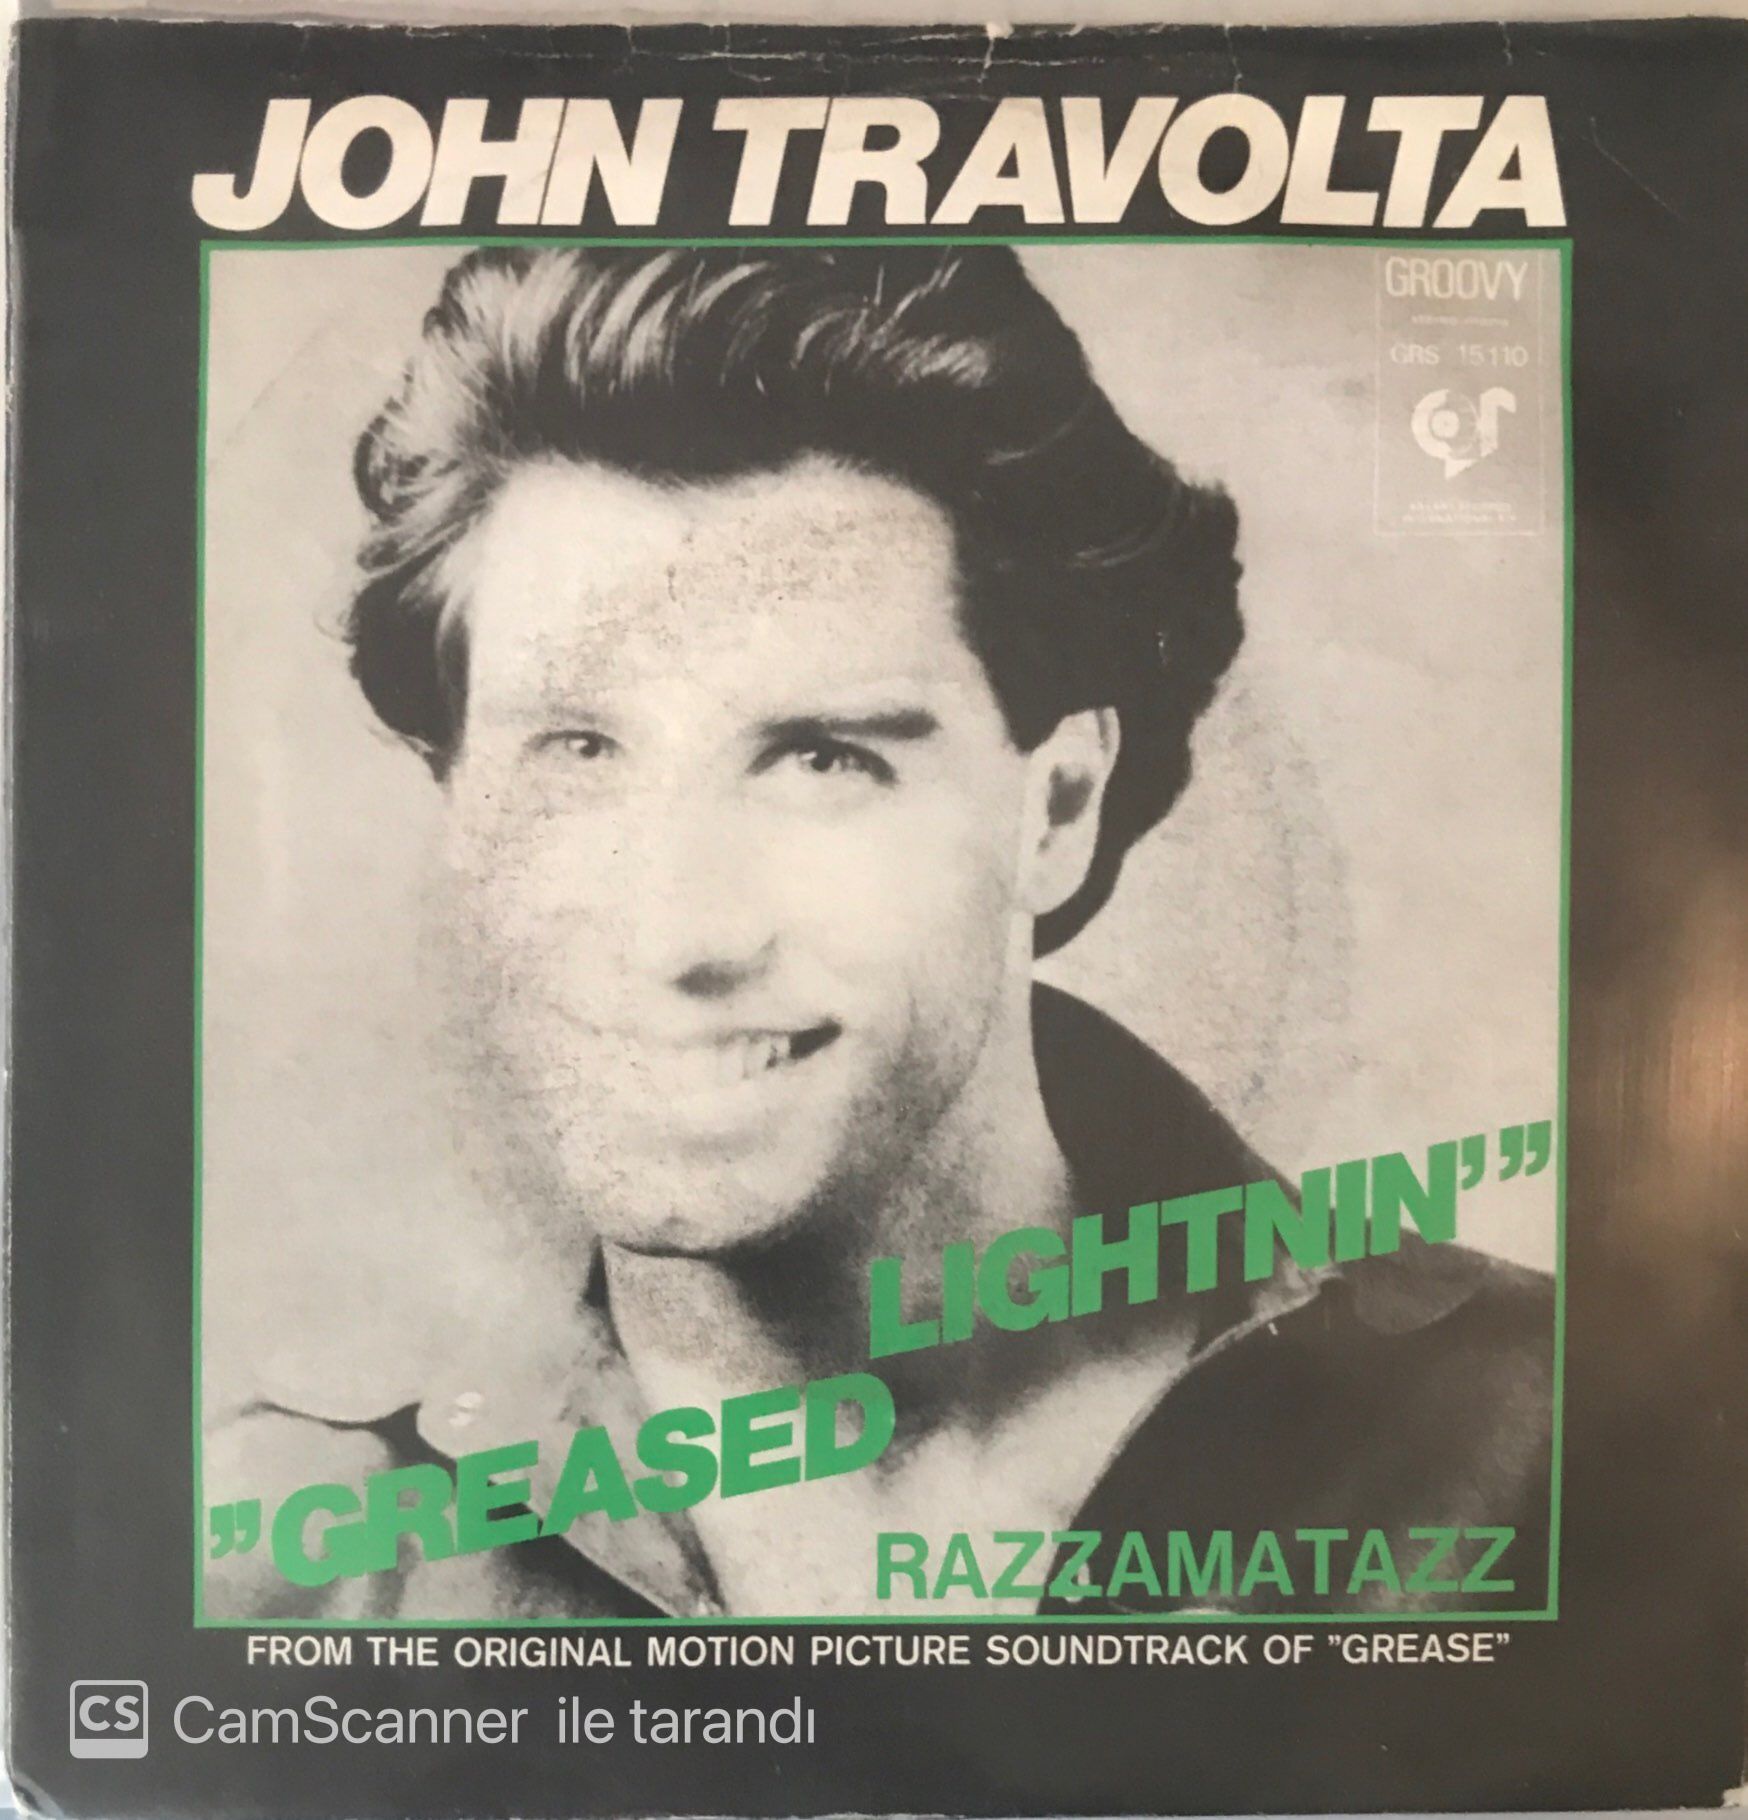 JOHN TRAVOLTA
GROOVY
GRS 15110
LIGHTNIN’”
”GREASED
RAZZAMATAZZ
FROM THE ORIGINAL MOTION PICTURE SOUNDTRACK OF ”GREASE”
CS CamScanner ile tarandı